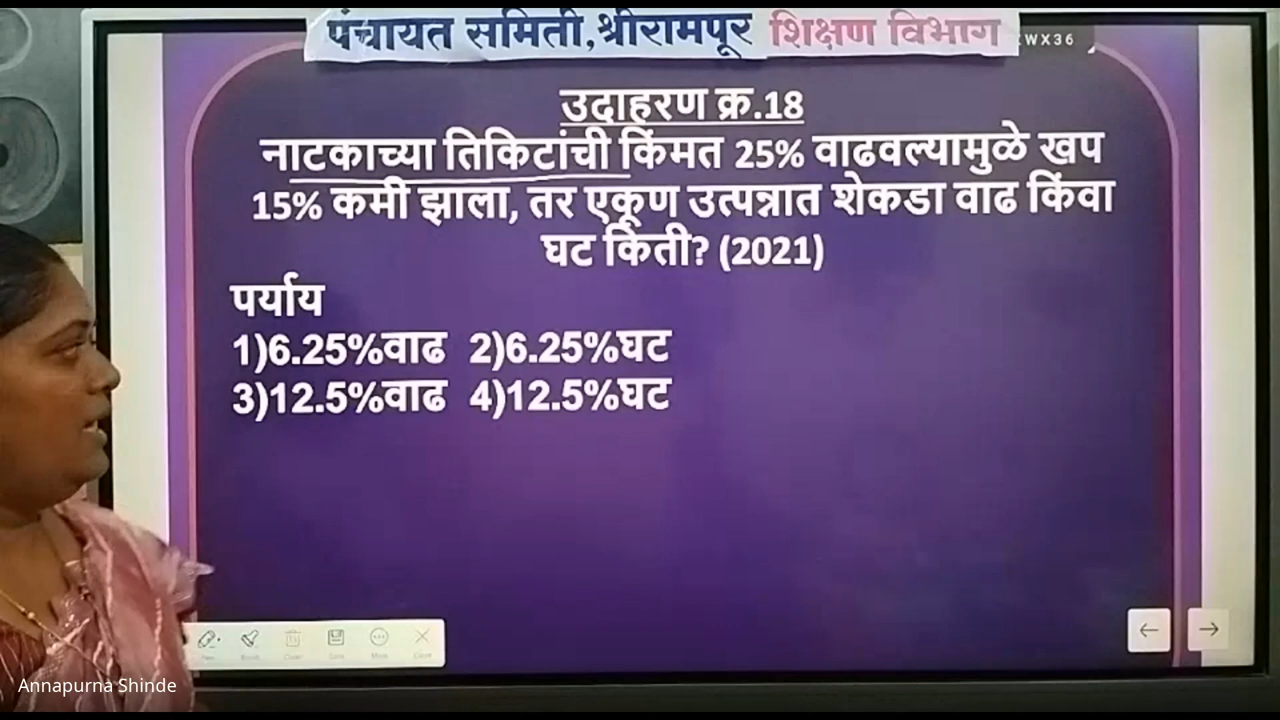 पंचायत समिती,श्रीरामपूर शिक्षण विभाग
WX36
उदाहरण क्र.18
नाटकाच्या तिकिटांची किंमत 25% वाढवल्यामुळे खप
15% कमी झाला, तर एकूण उत्पन्नात शेकडा वाढ किंवा
घट किती? (2021)
पर्याय
1)6.25%वाढ 2)6.25%घट
3)12.5%वाढ 4)12.5%घट
Annapurna Shinde